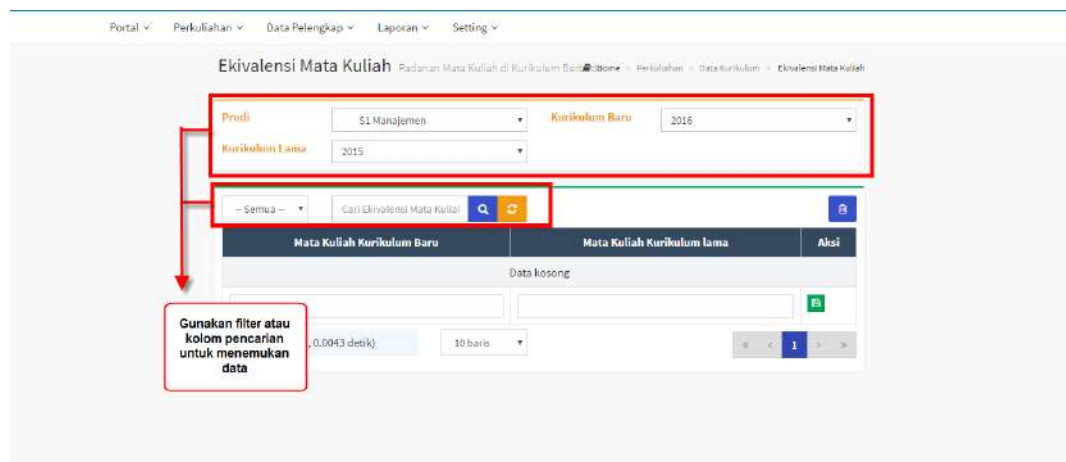 Portal Perkuliahan Data Pelengkap Laporan Setting
Ekivalensi Mata Kuliah Padanan Mata Kuliah di Kurikulum Home Perkuliahan Data Kurikulum Ekivalensi Mata Kuliah
Prodi S1 Manajemen Kurikulum Baru 2016
Kurikulum Lama 2015
-- Semua -- Cari Ekivalensi Mata Kuliah
Mata Kuliah Kurikulum Baru Mata Kuliah Kurikulum lama Aksi
Data kosong
Gunakan filter atau
kolom pencarian
untuk menemukan
data
, 0.0043 detik) 10 baris « < 1 > »